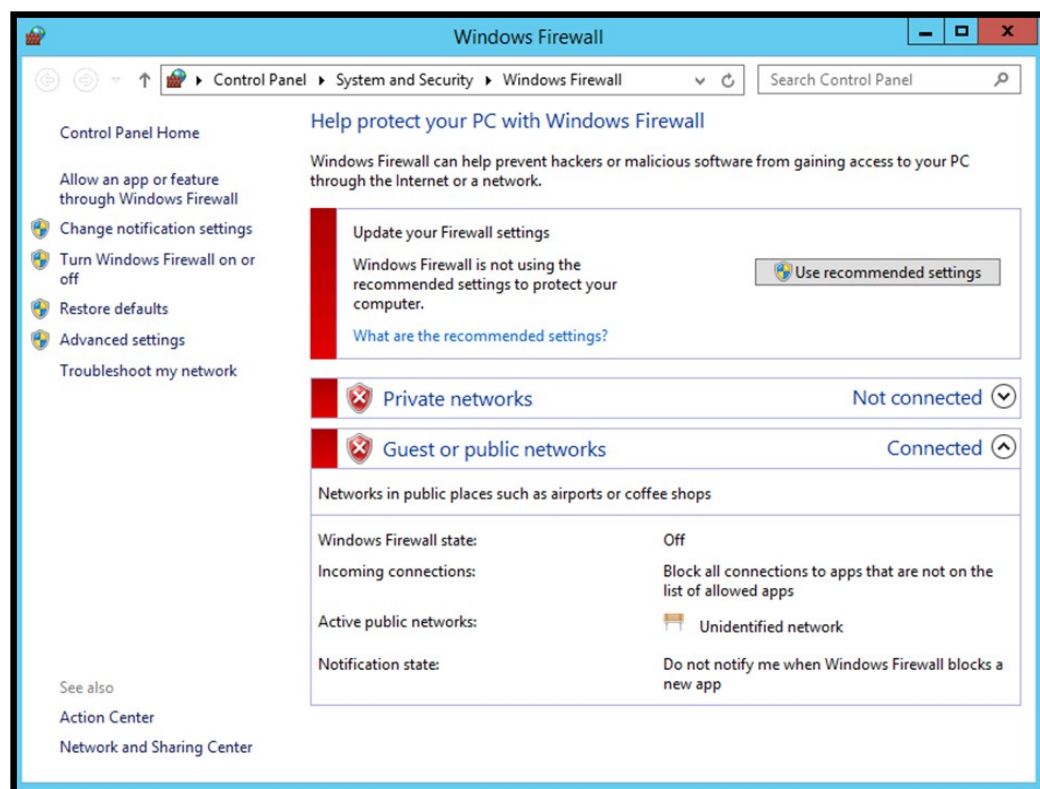 Windows Firewall
Control Panel
System and Security
Windows Firewall
Search Control Panel
Control Panel Home
Allow an app or feature
through Windows Firewall
Change notification settings
Turn Windows Firewall on or
off
Restore defaults
Advanced settings
Troubleshoot my network
See also
Action Center
Network and Sharing Center
Help protect your PC with Windows Firewall
Windows Firewall can help prevent hackers or malicious software from gaining access to your PC
through the Internet or a network.
Update your Firewall settings
Windows Firewall is not using the
recommended settings to protect your
computer.
What are the recommended settings?
Use recommended settings
Private networks
Not connected
Guest or public networks
Connected
Networks in public places such as airports or coffee shops
Windows Firewall state:
Off
Incoming connections:
Block all connections to apps that are not on the
list of allowed apps
Active public networks:
Unidentified network
Notification state:
Do not notify me when Windows Firewall blocks a
new app